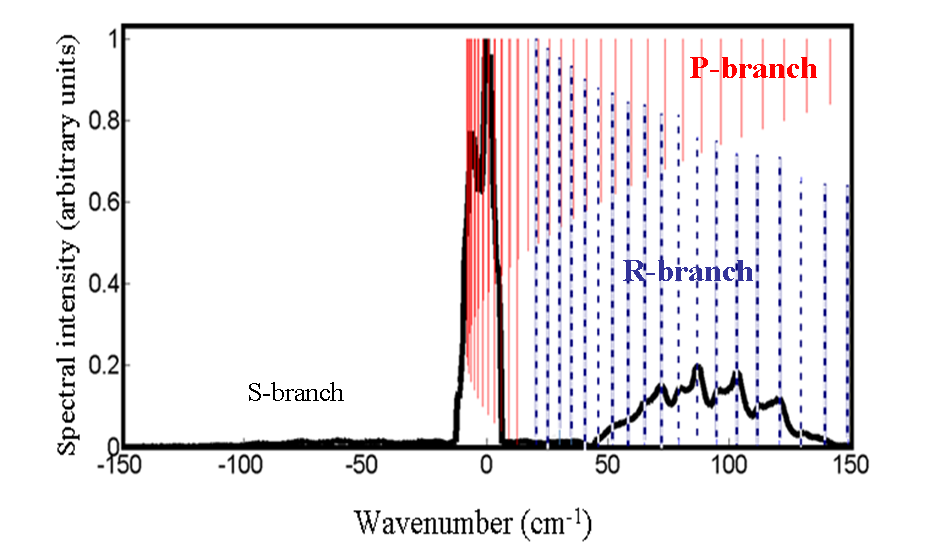 Spectral intensity (arbitrary units)
1
0.8
0.6
0.4
0.2
0
P-branch
R-branch
S-branch
-150
-100
-50
0
50
100
150
Wavenumber (cm-1)